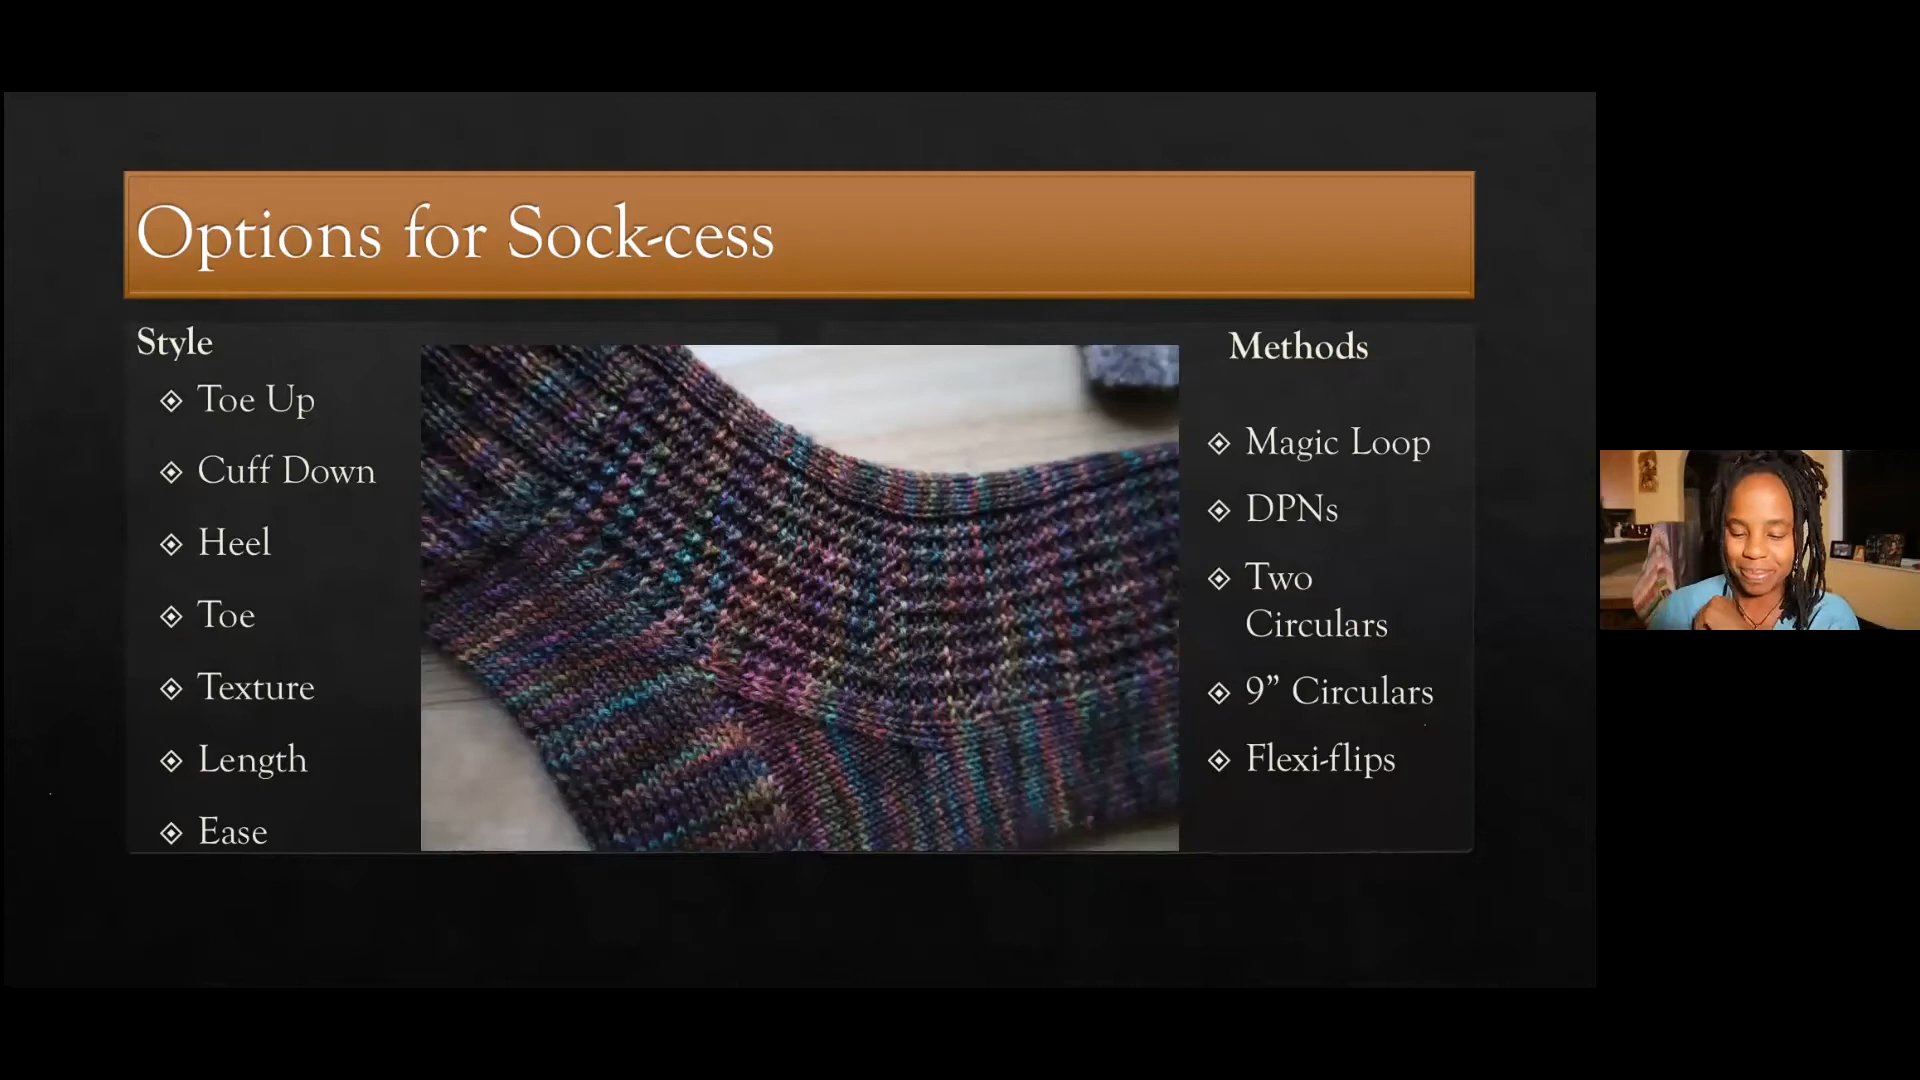 Options for Sock-cess
Style
Toe Up
Cuff Down
Heel
Toe
Texture
Length
Ease
Methods
Magic Loop
DPNs
Two
Circulars
9” Circulars
Flexi-flips